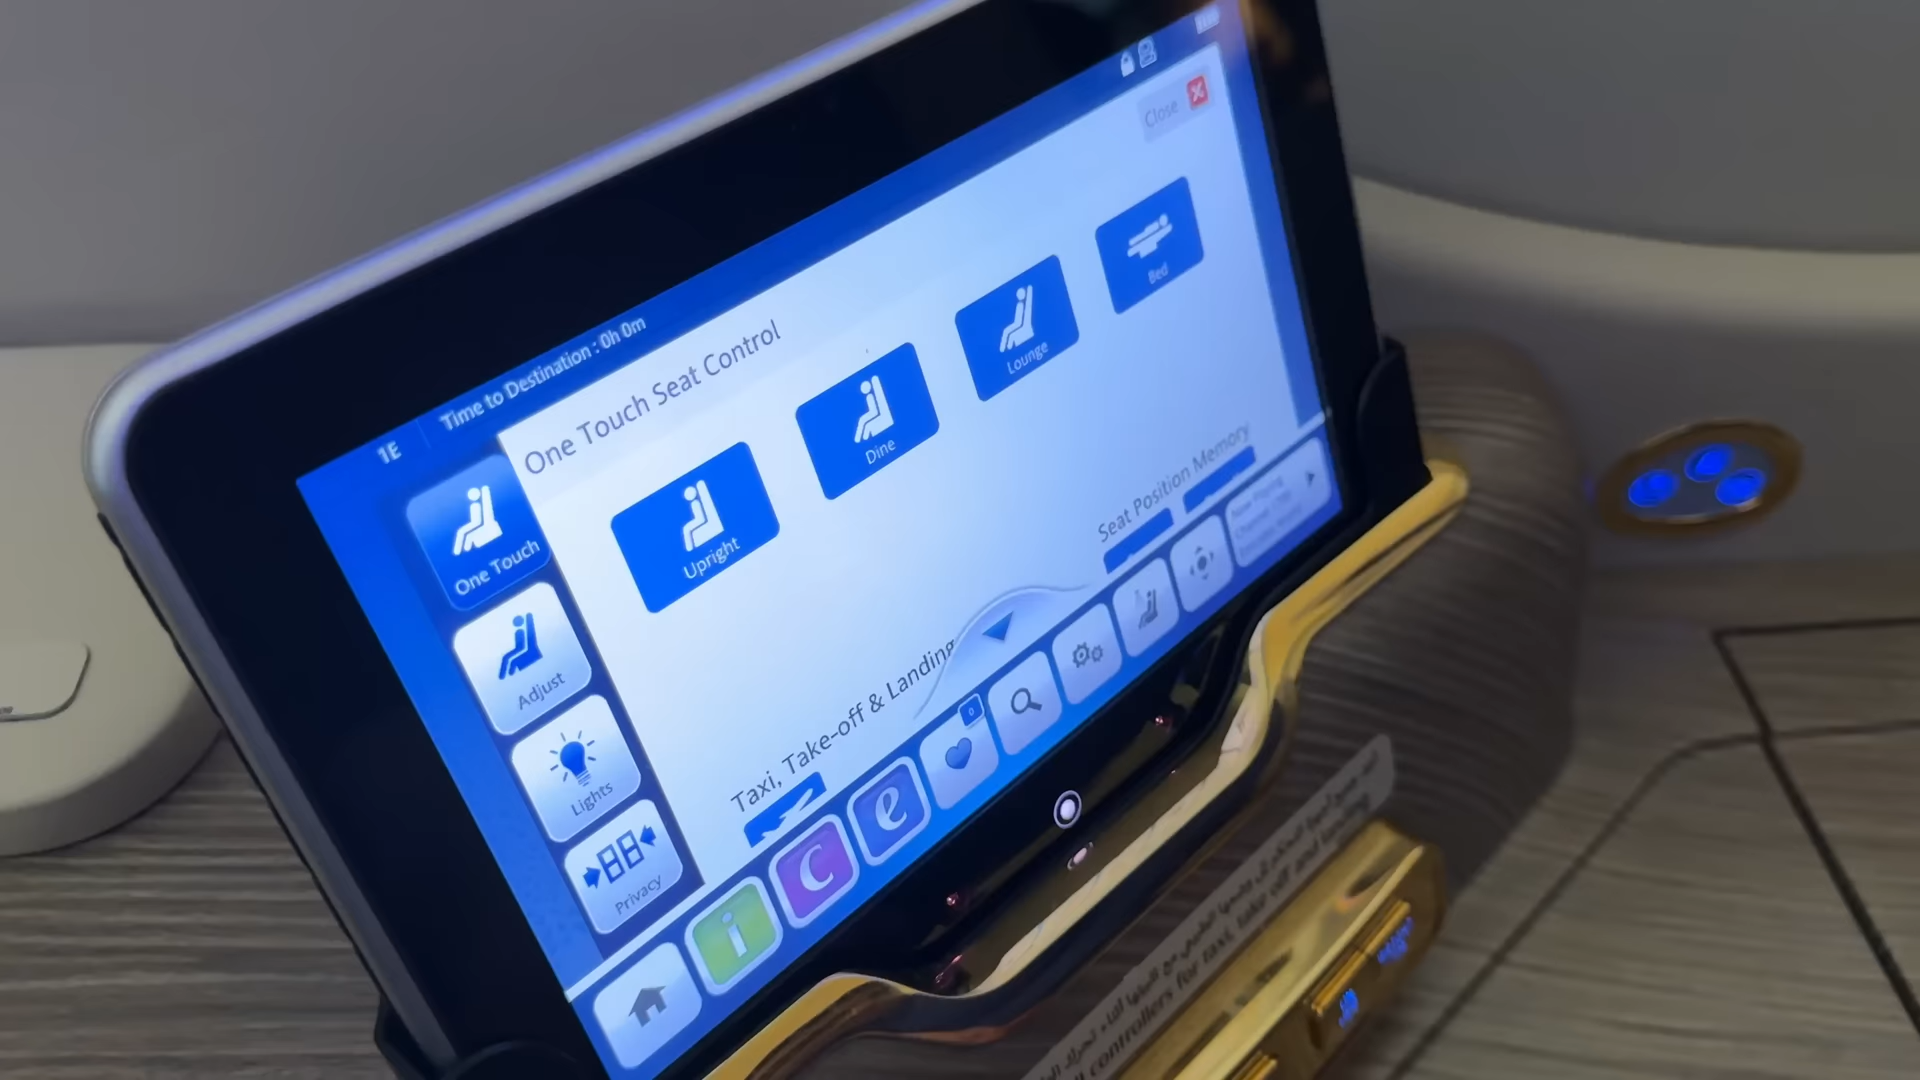 1E
Time to Destination : 0h 0m
Close
One Touch Seat Control
One Touch
Adjust
Lights
Privacy
Upright
Dine
Lounge
Bed
Taxi, Take-off & Landing
Seat Position Memory
0
i
c
e
controllers for taxi, take off and landing